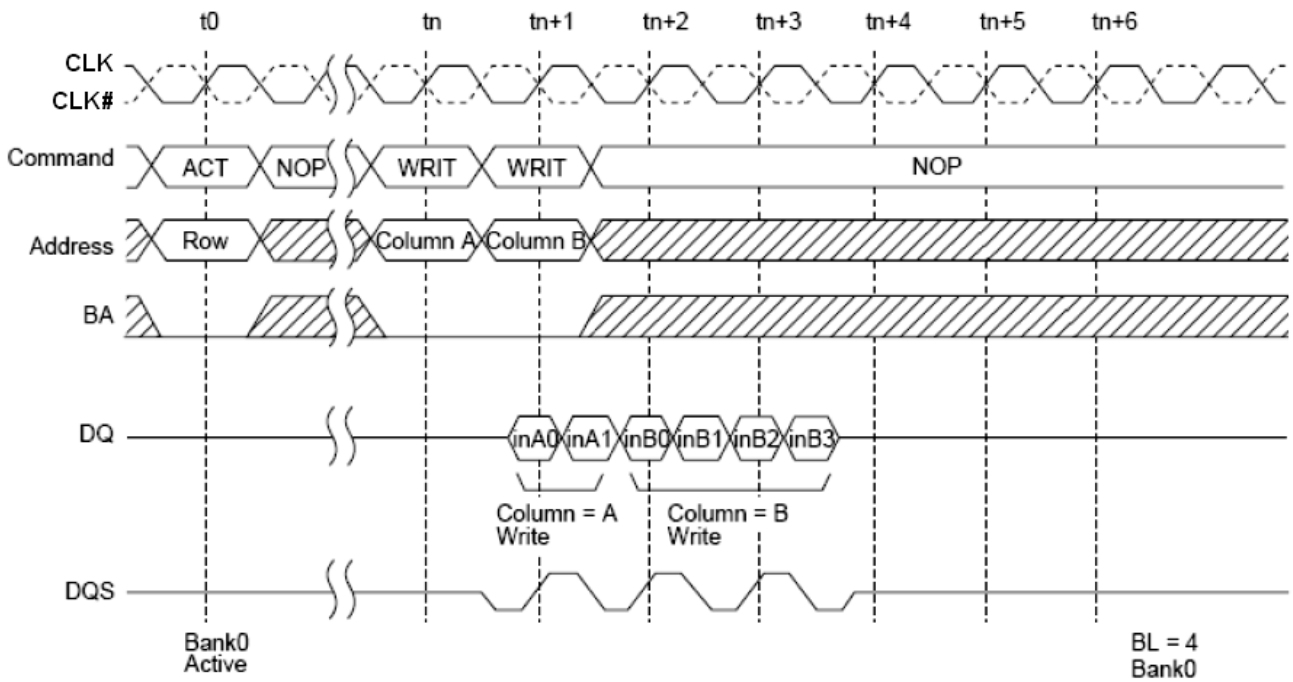 t0 tn tn+1 tn+2 tn+3 tn+4 tn+5 tn+6
CLK
CLK#
Command ACT NOP WRIT WRIT NOP
Address Row Column A Column B
BA
DQ inA0 inA1 inB0 inB1 inB2 inB3
Column = A Column = B
Write Write
DQS
Bank0 BL = 4
Active Bank0